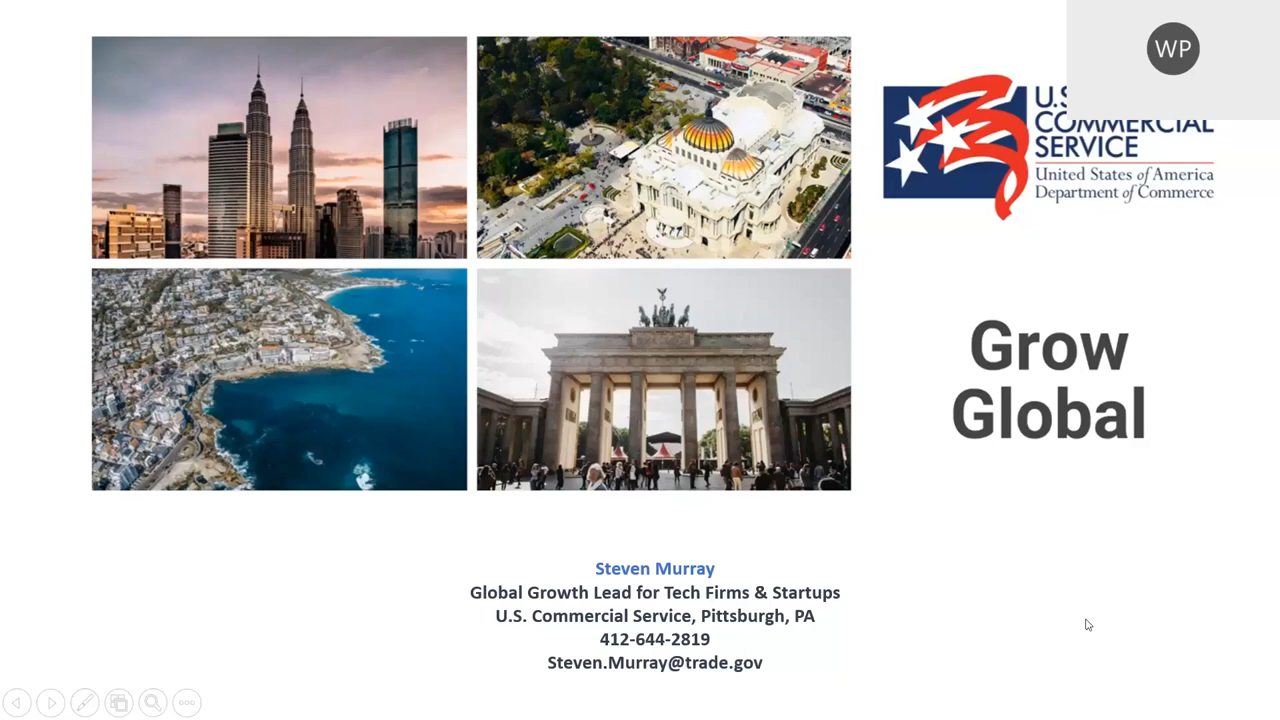 WP
U.S.
COMMERCIAL
SERVICE
United States of America
Department of Commerce
Grow
Global
Steven Murray
Global Growth Lead for Tech Firms & Startups
U.S. Commercial Service, Pittsburgh, PA
412-644-2819
Steven.Murray@trade.gov